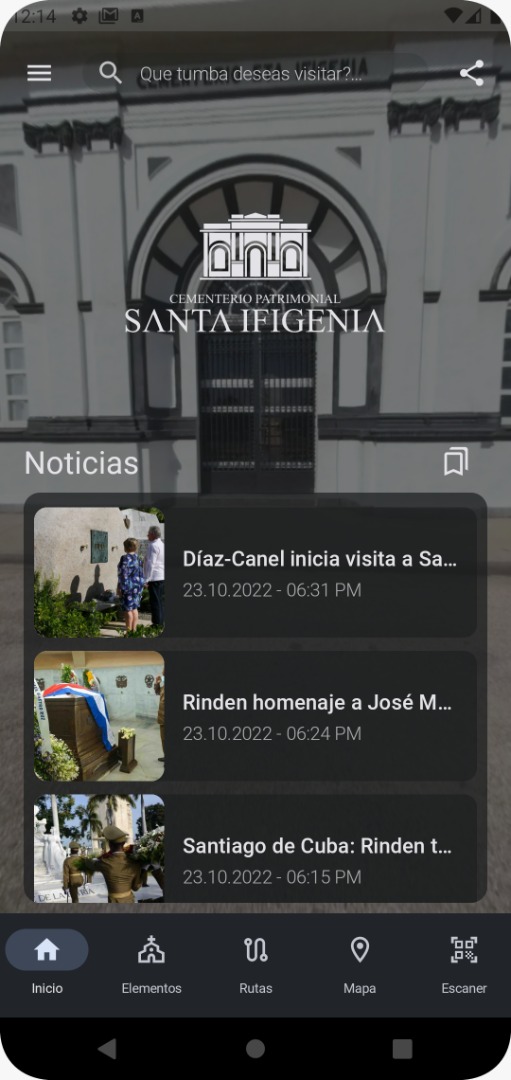 12:14
Que tumba deseas visitar?...
CEMENTERIO PATRIMONIAL
SANTA IFIGENIA
Noticias
Díaz-Canel inicia visita a Sa...
23.10.2022 - 06:31 PM
Rinden homenaje a José M...
23.10.2022 - 06:24 PM
Santiago de Cuba: Rinden t...
23.10.2022 - 06:15 PM
Inicio
Elementos
Rutas
Mapa
Escaner